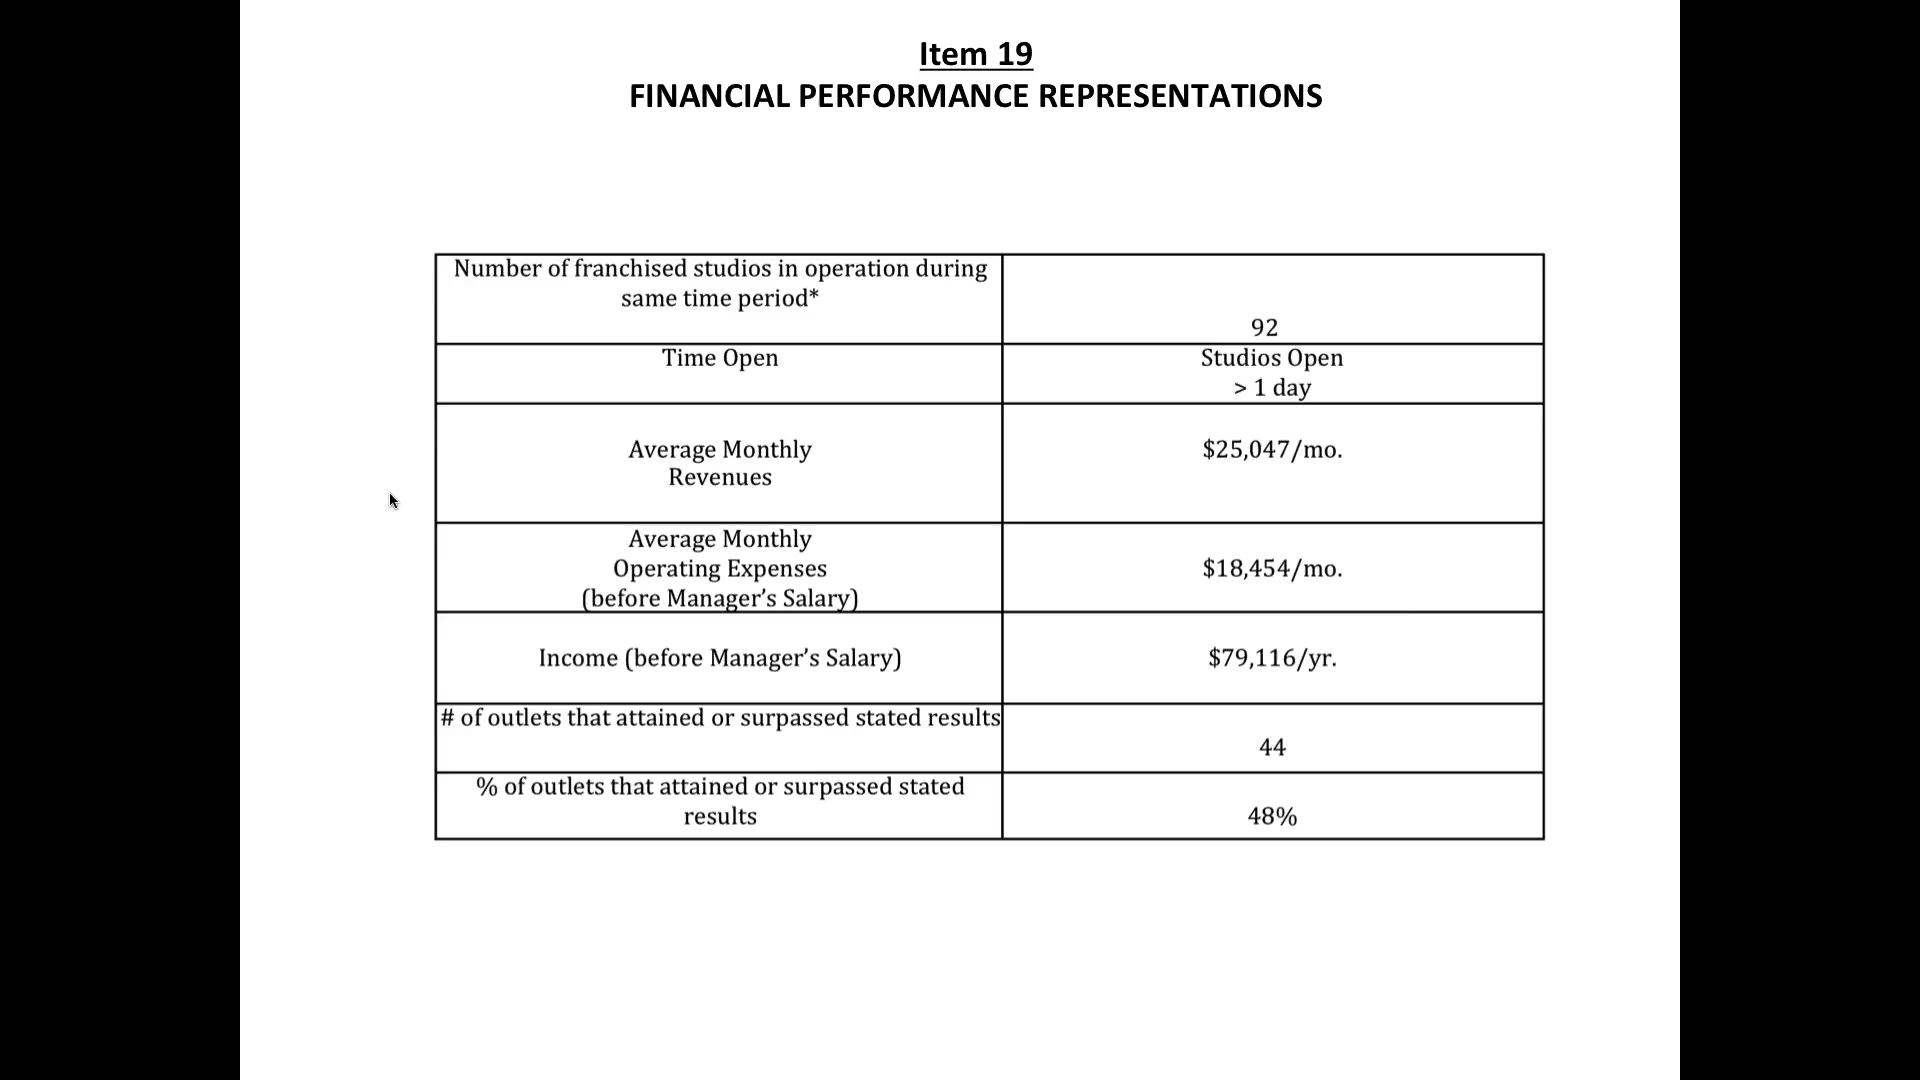 Item 19
FINANCIAL PERFORMANCE REPRESENTATIONS
Number of franchised studios in operation during
same time period*
92
Time Open
Studios Open
> 1 day
Average Monthly
Revenues
$25,047/mo.
Average Monthly
Operating Expenses
(before Manager’s Salary)
$18,454/mo.
Income (before Manager’s Salary)
$79,116/yr.
# of outlets that attained or surpassed stated results
44
% of outlets that attained or surpassed stated
results
48%